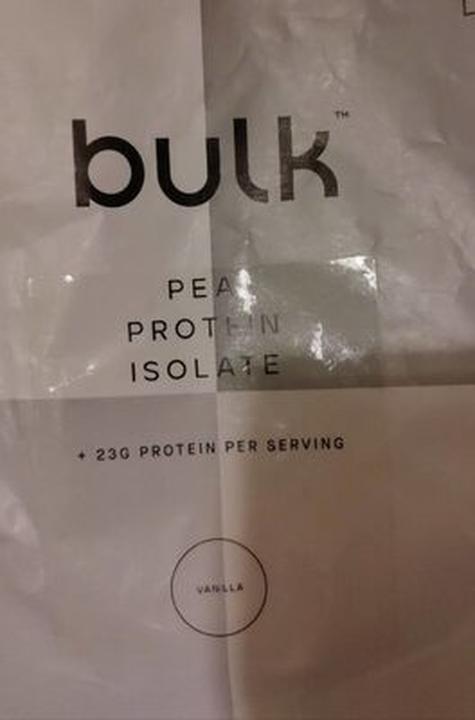 bulk™
PEA
PROTEIN
ISOLATE
+ 23G PROTEIN PER SERVING
VANILLA